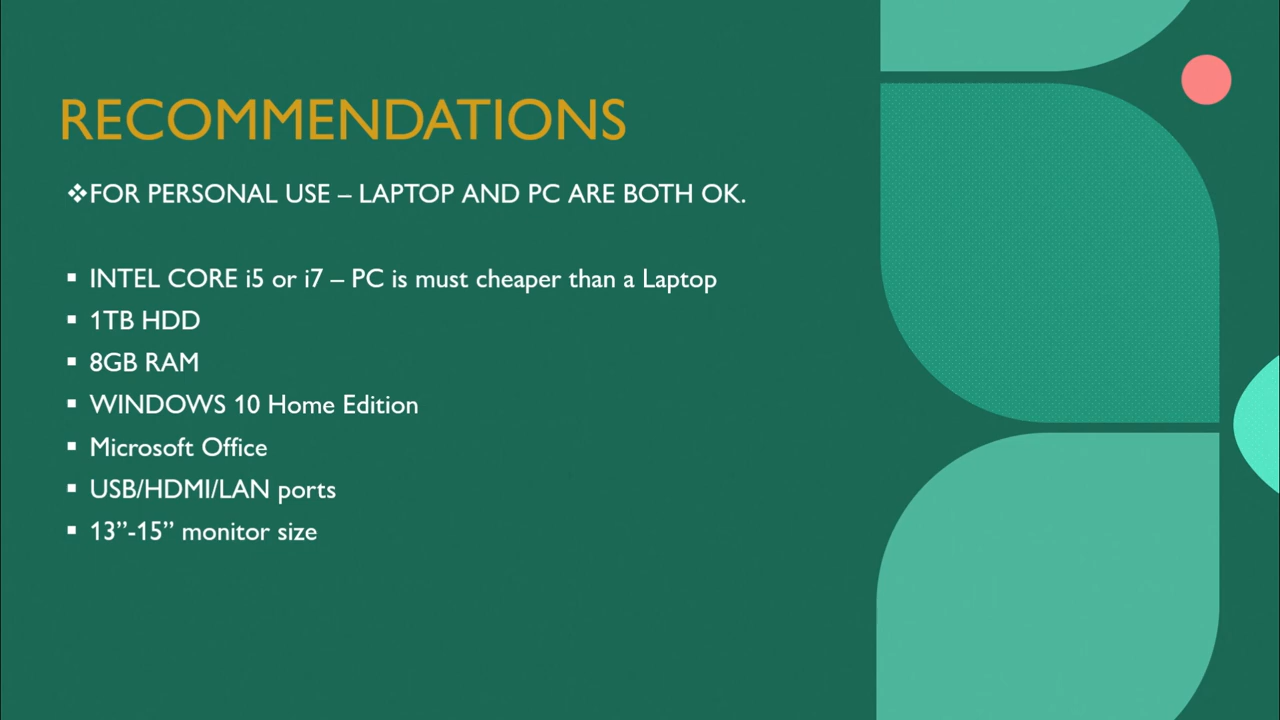 RECOMMENDATIONS
❖FOR PERSONAL USE – LAPTOP AND PC ARE BOTH OK.
▪ INTEL CORE i5 or i7 – PC is must cheaper than a Laptop
▪ 1TB HDD
▪ 8GB RAM
▪ WINDOWS 10 Home Edition
▪ Microsoft Office
▪ USB/HDMI/LAN ports
▪ 13”-15” monitor size